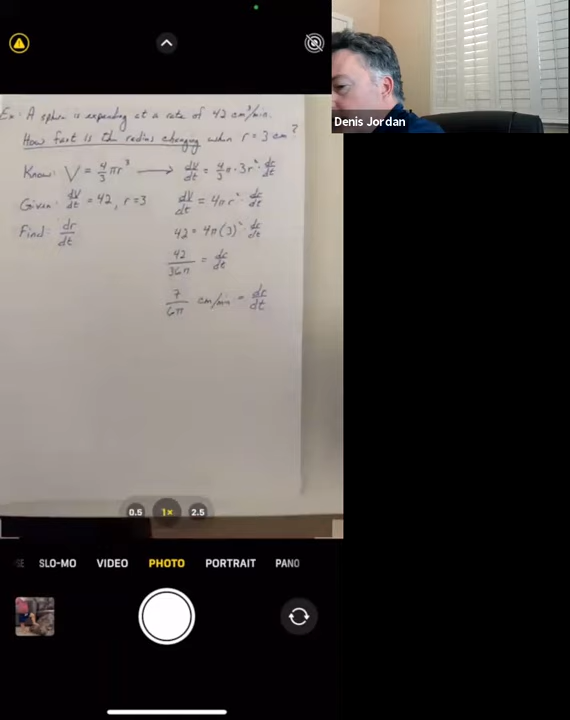 Ex: A sphere is expanding at a rate of 42 cm³/min.
How fast is the radius changing when r = 3 cm?
Know: V = 4/3 πr³ ⟶ dV/dt = 4/3 π · 3r² · dr/dt
Given: dV/dt = 42, r = 3
dV/dt = 4πr² · dr/dt
Find: dr/dt
42 = 4π(3)² · dr/dt
42/36π = dr/dt
7/6π cm/min = dr/dt
Denis Jordan
0.5 1× 2.5
SLO-MO VIDEO PHOTO PORTRAIT PANO